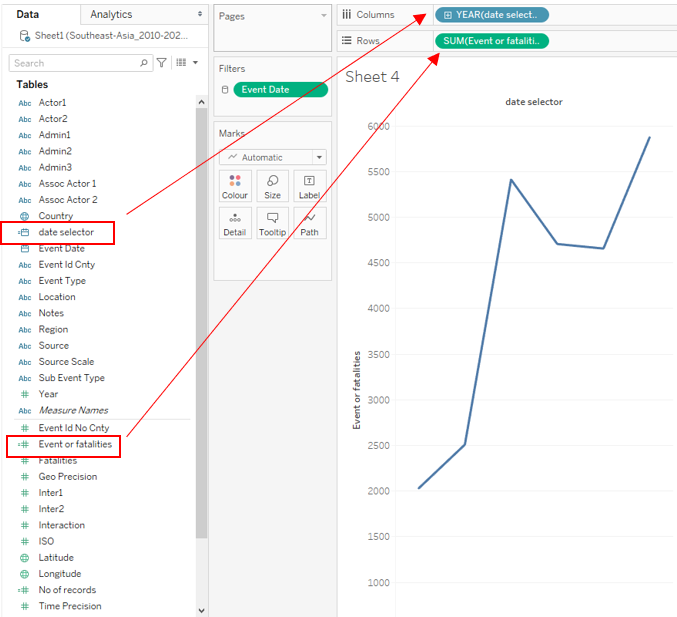 Data
Analytics
Sheet1 (Southeast-Asia_2010-202...
Search
Tables
Abc Actor1
Abc Actor2
Abc Admin1
Abc Admin2
Abc Admin3
Abc Assoc Actor 1
Abc Assoc Actor 2
Country
date selector
Event Date
Abc Event Id Cnty
Abc Event Type
Abc Location
Abc Notes
Abc Region
Abc Source
Abc Source Scale
Abc Sub Event Type
# Year
Abc Measure Names
# Event Id No Cnty
=# Event or fatalities
# Fatalities
# Geo Precision
# Inter1
# Inter2
# Interaction
# ISO
Latitude
Longitude
=# No of records
# Time Precision
Pages
Filters
Event Date
Marks
Automatic
Colour
Size
Label
Detail
Tooltip
Path
Columns
YEAR(date select..
Rows
SUM(Event or fataliti..
Sheet 4
date selector
Event or fatalities
6000
5500
5000
4500
4000
3500
3000
2500
2000
1500
1000